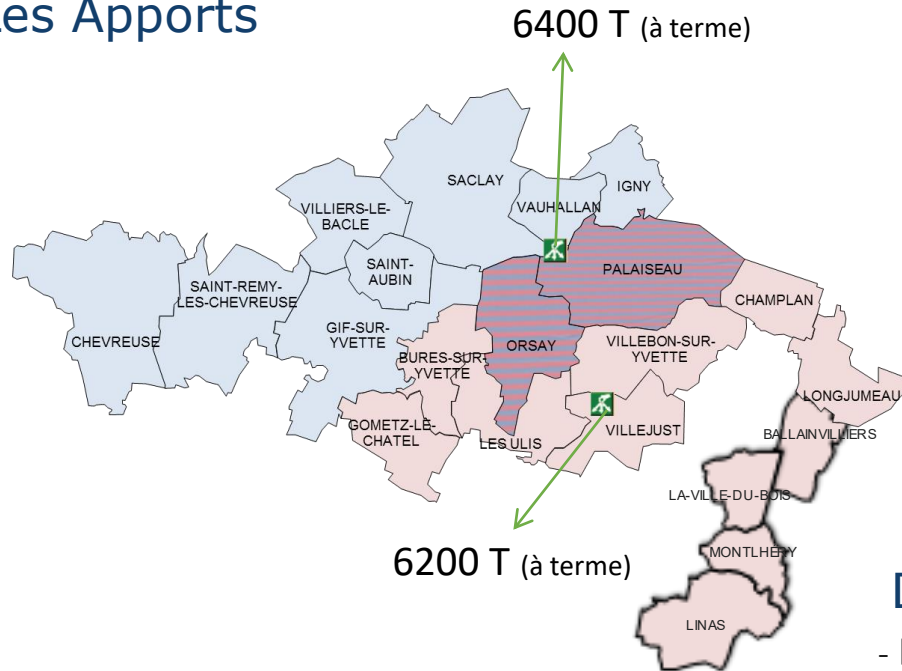 Les Apports
6400 T (à terme)
SACLAY
IGNY
VAUHALLAN
VILLIERS-LE-
BACLE
SAINT-
AUBIN
PALAISEAU
SAINT-REMY-
LES-CHEVREUSE
CHAMPLAN
CHEVREUSE
GIF-SUR-
YVETTE
ORSAY
VILLEBON-SUR-
YVETTE
BURES-SUR-
YVETTE
LONGJUMEAU
GOMETZ-LE-
CHATEL
LES ULIS
VILLEJUST
BALLAINVILLIERS
LA-VILLE-DU-BOIS
MONTLHERY
6200 T (à terme)
LINAS